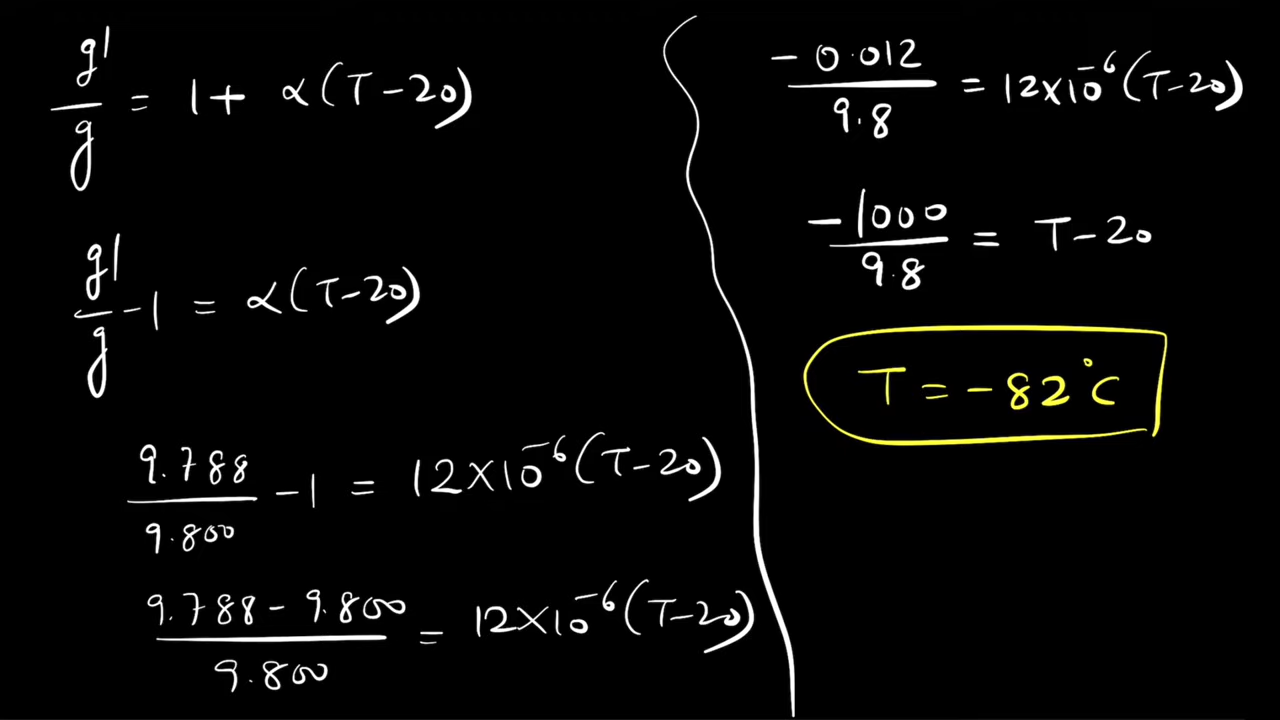 g'/g = 1 + α(T-20)
g'/g - 1 = α(T-20)
9.788/9.800 - 1 = 12×10⁻⁶(T-20)
(9.788 - 9.800)/9.800 = 12×10⁻⁶(T-20)
-0.012/9.8 = 12×10⁻⁶(T-20)
-1000/9.8 = T-20
T = -82°C